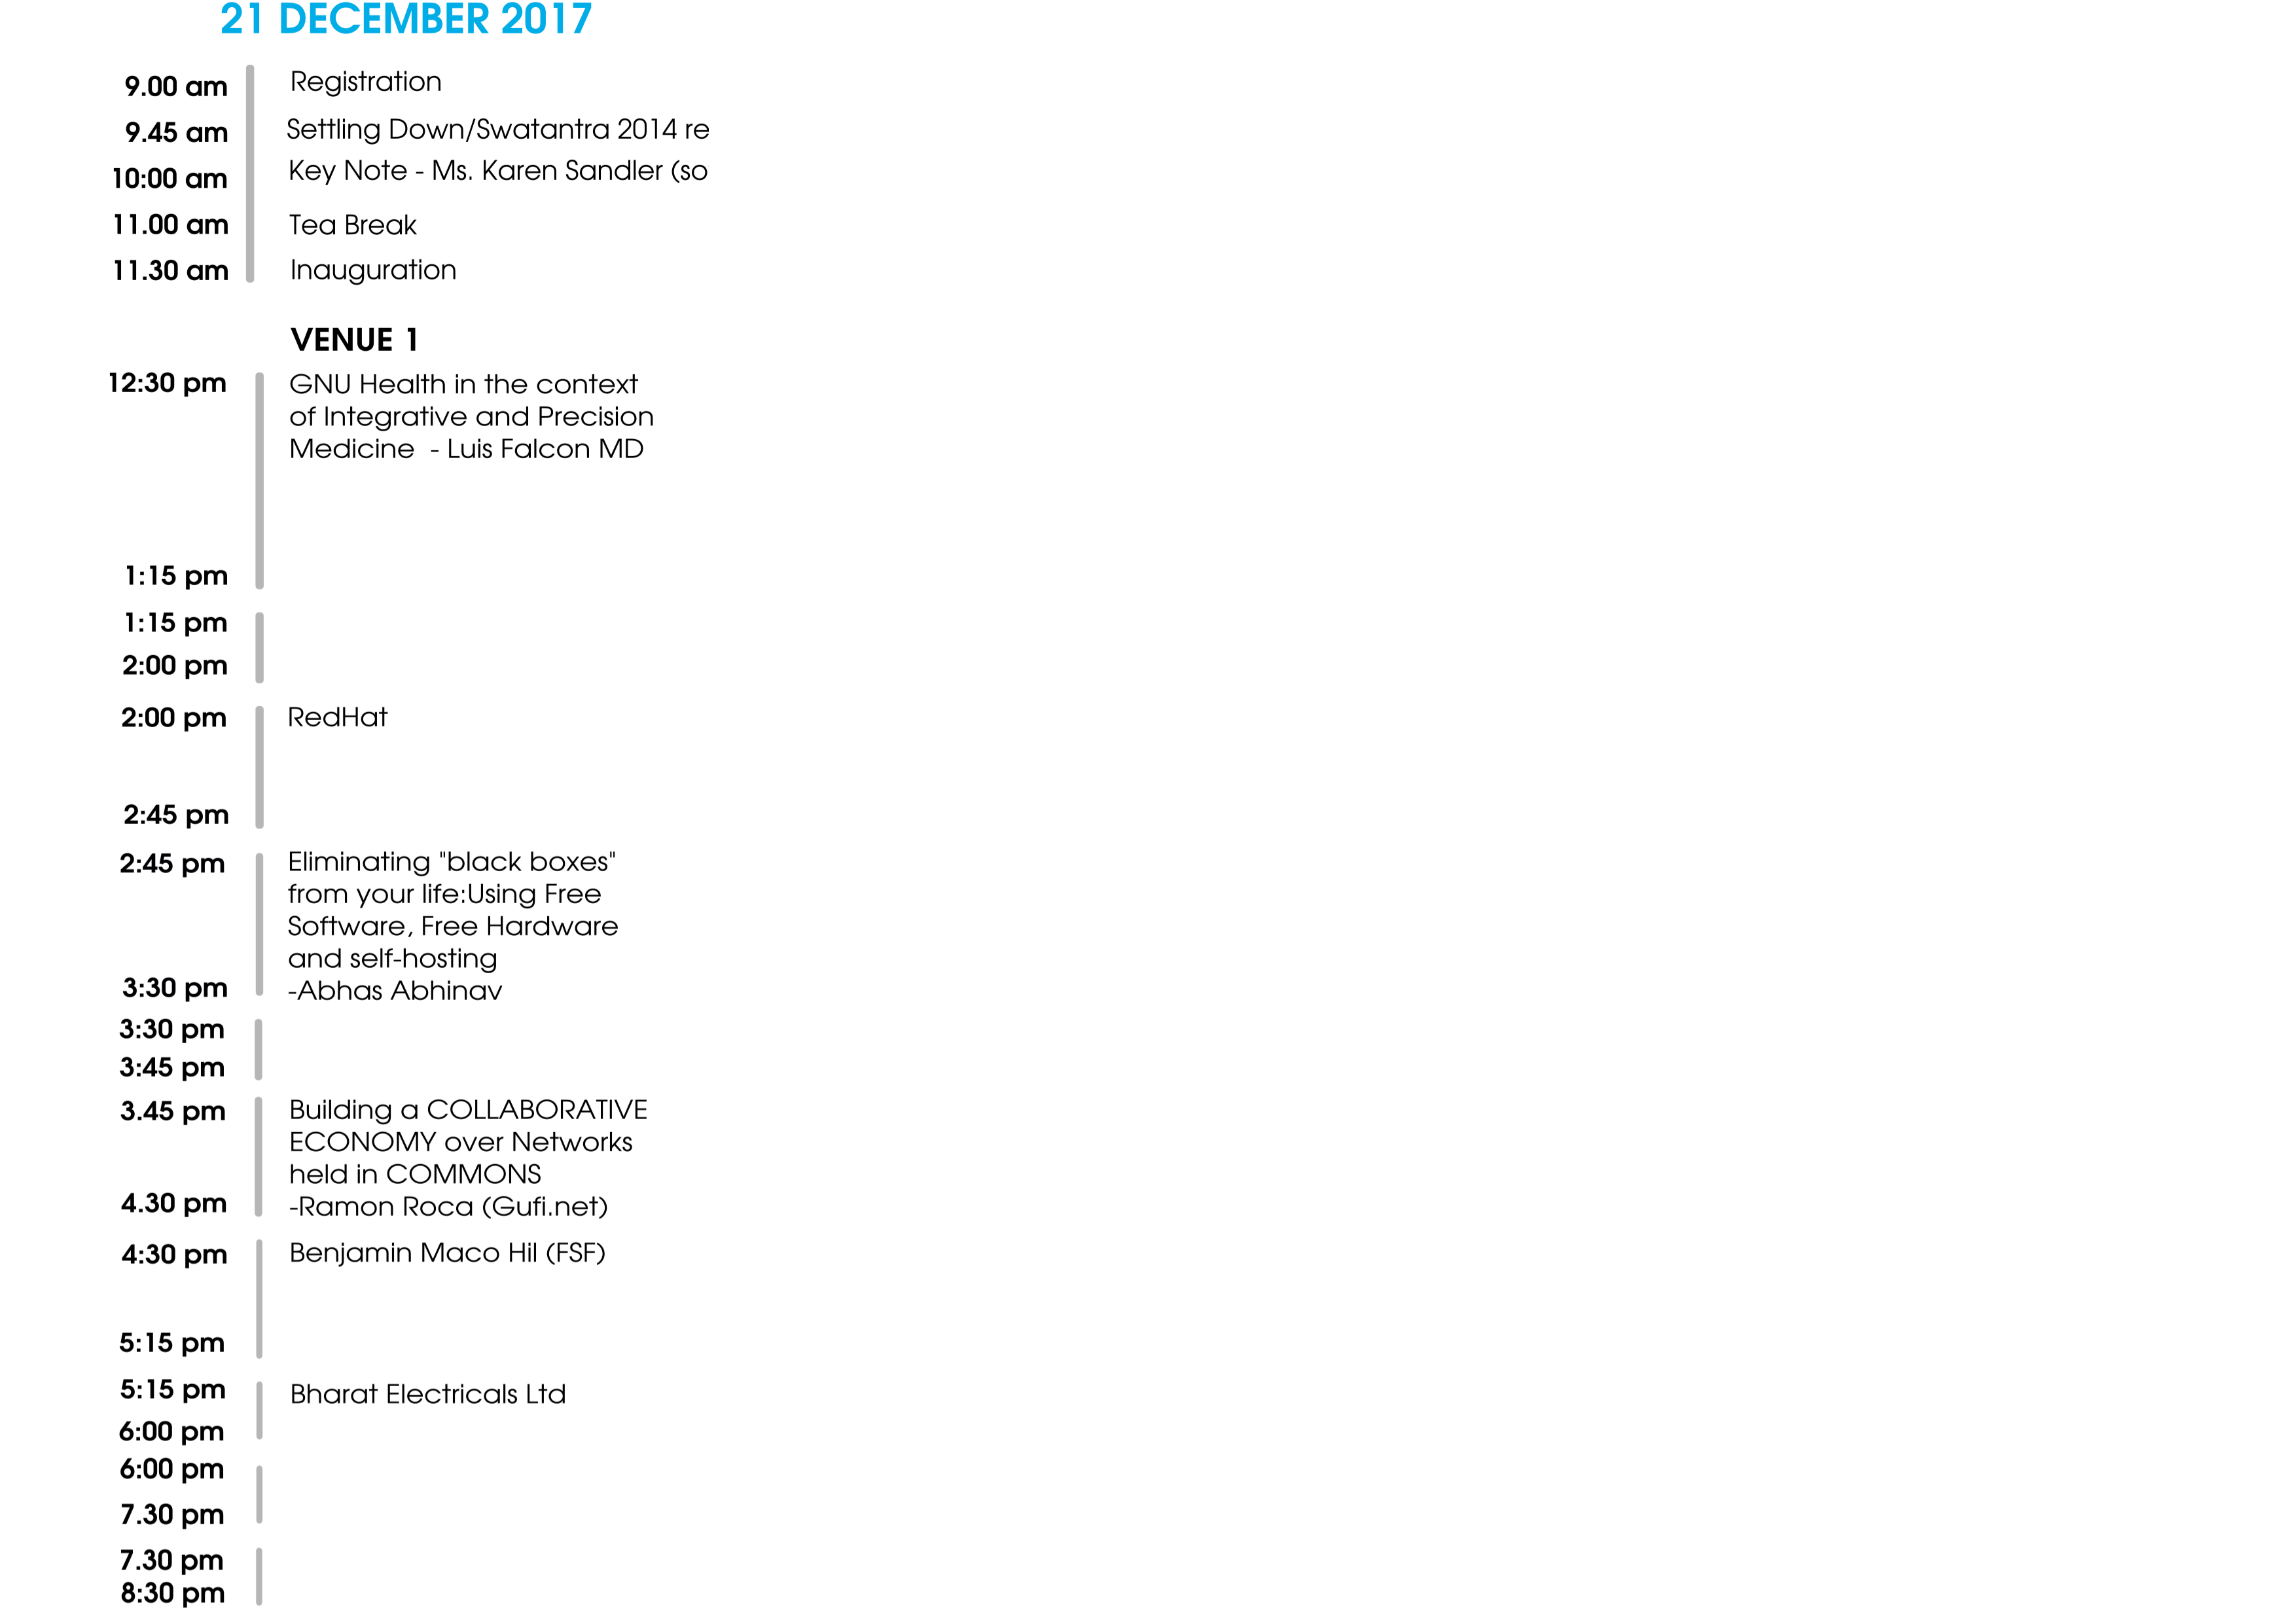 21 DECEMBER 2017
9.00 am Registration
9.45 am Settling Down/Swatantra 2014 re
10:00 am Key Note - Ms. Karen Sandler (so
11.00 am Tea Break
11.30 am Inauguration
VENUE 1
12:30 pm GNU Health in the context
of Integrative and Precision
Medicine - Luis Falcon MD
1:15 pm
1:15 pm
2:00 pm
2:00 pm RedHat
2:45 pm
2:45 pm Eliminating "black boxes"
from your life:Using Free
Software, Free Hardware
and self-hosting
3:30 pm -Abhas Abhinav
3:30 pm
3:45 pm
3.45 pm Building a COLLABORATIVE
ECONOMY over Networks
held in COMMONS
4.30 pm -Ramon Roca (Gufi.net)
4:30 pm Benjamin Maco Hil (FSF)
5:15 pm
5:15 pm Bharat Electricals Ltd
6:00 pm
6:00 pm
7.30 pm
7.30 pm
8:30 pm